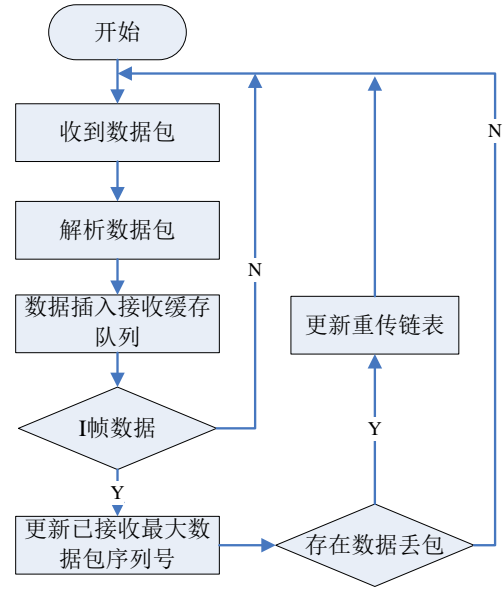 开始
收到数据包
解析数据包
数据插入接收缓存
队列
I帧数据
N
Y
更新已接收最大数
据包序列号
存在数据丢包
Y
更新重传链表
N